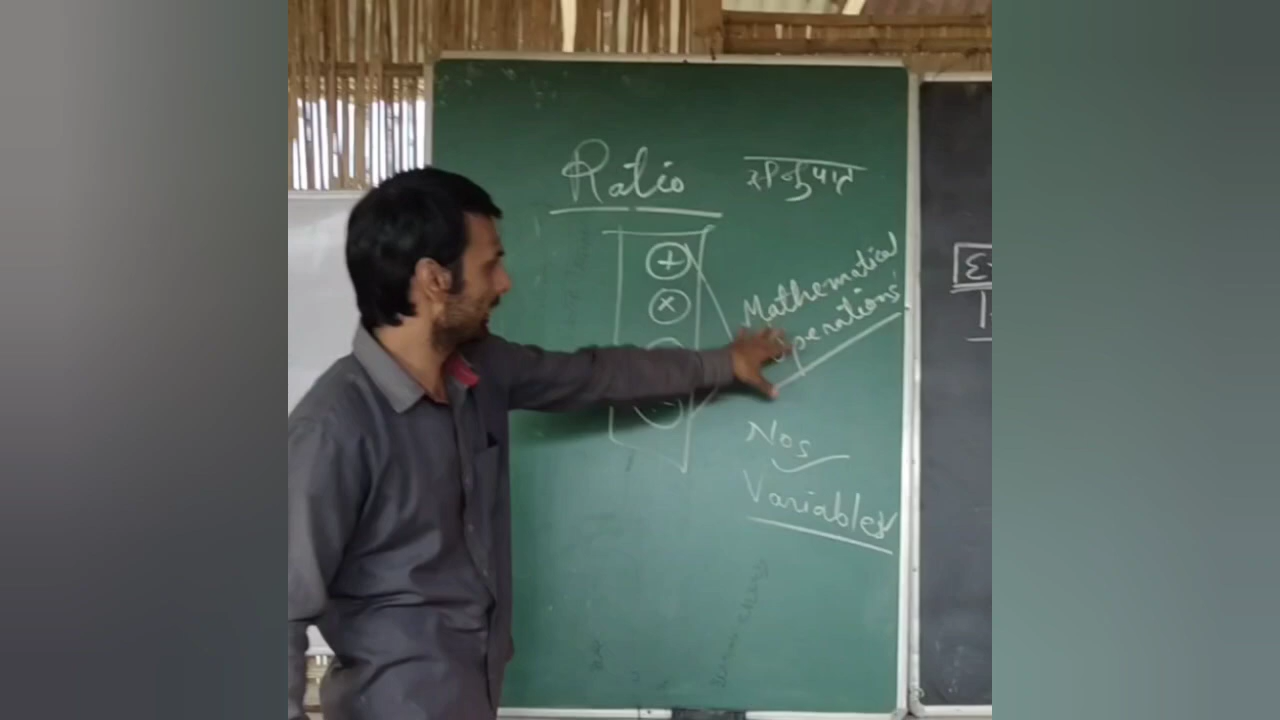 Ratio
अनुपात
+
×
Mathematical
Operations
Nos
Variables